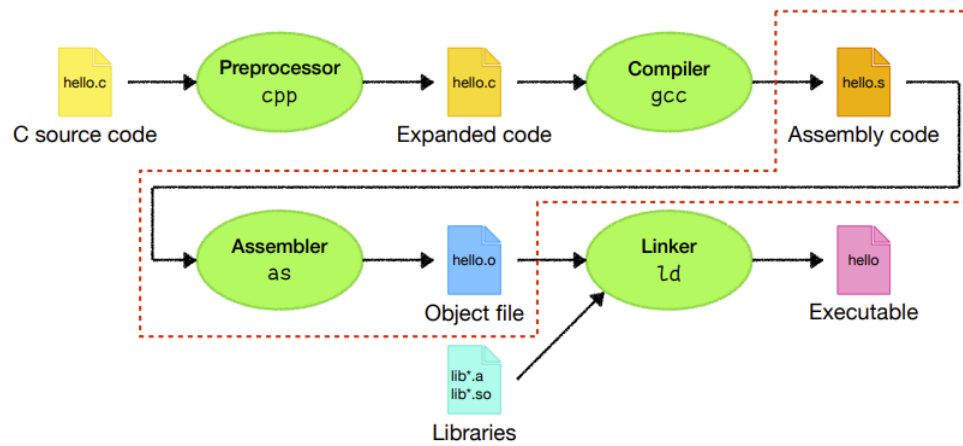 hello.c
C source code
Preprocessor
cpp
hello.c
Expanded code
Compiler
gcc
hello.s
Assembly code
Assembler
as
hello.o
Object file
Linker
ld
hello
Executable
lib*.a
lib*.so
Libraries